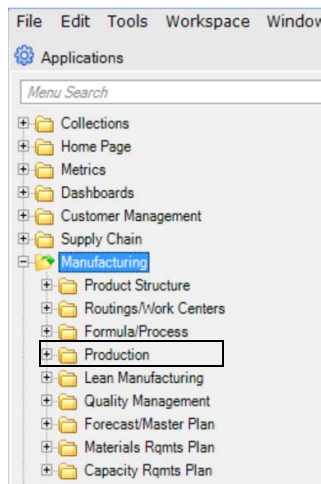 File Edit Tools Workspace Window
Applications
Menu Search
Collections
Home Page
Metrics
Dashboards
Customer Management
Supply Chain
Manufacturing
Product Structure
Routings/Work Centers
Formula/Process
Production
Lean Manufacturing
Quality Management
Forecast/Master Plan
Materials Rqmts Plan
Capacity Rqmts Plan